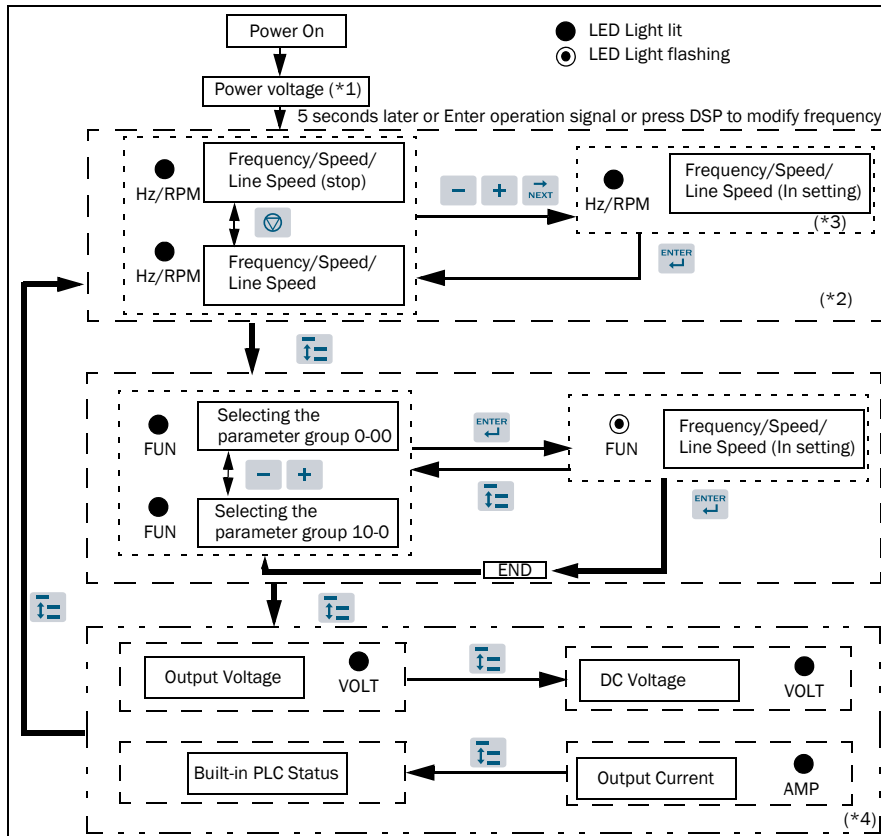 Power On
LED Light lit
LED Light flashing
Power voltage (*1)
5 seconds later or Enter operation signal or press DSP to modify frequency
Frequency/Speed/
Line Speed (stop)
Hz/RPM
Frequency/Speed/
Line Speed
Hz/RPM
NEXT
Frequency/Speed/
Line Speed (In setting)
Hz/RPM
(*3)
ENTER
(*2)
Selecting the
parameter group 0-00
FUN
Selecting the
parameter group 10-0
FUN
ENTER
Frequency/Speed/
Line Speed (In setting)
FUN
ENTER
END
Output Voltage
VOLT
DC Voltage
VOLT
Built-in PLC Status
Output Current
AMP
(*4)